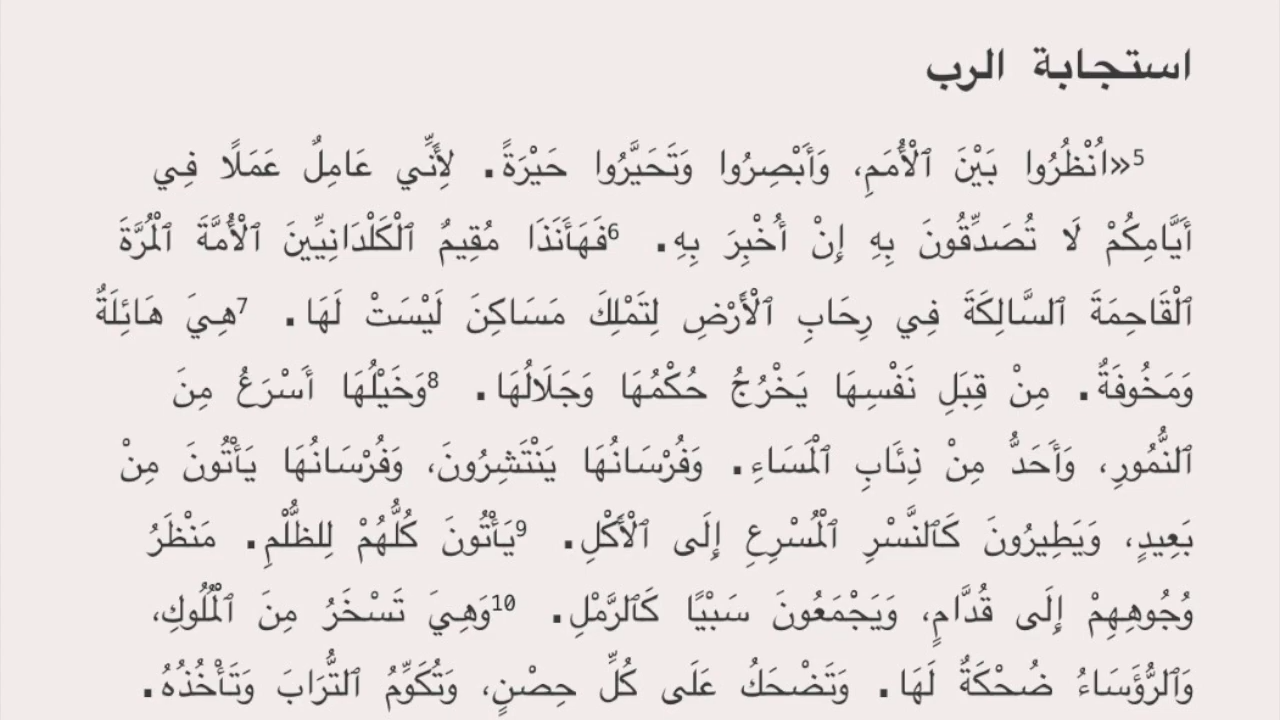 استجابة الرب
5«اُنْظُرُوا بَيْنَ ٱلْأُمَمِ، وَأَبْصِرُوا وَتَحَيَّرُوا حَيْرَةً. لِأَنِّي عَامِلٌ عَمَلًا فِي
أَيَّامِكُمْ لَا تُصَدِّقُونَ بِهِ إِنْ أُخْبِرَ بِهِ. 6فَهَأَنَذَا مُقِيمٌ ٱلْكَلْدَانِيِّينَ ٱلْأُمَّةَ ٱلْمُرَّةَ
ٱلْقَاحِمَةَ ٱلسَّالِكَةَ فِي رِحَابِ ٱلْأَرْضِ لِتَمْلِكَ مَسَاكِنَ لَيْسَتْ لَهَا. 7هِيَ هَائِلَةٌ
وَمَخُوفَةٌ. مِنْ قِبَلِ نَفْسِهَا يَخْرُجُ حُكْمُهَا وَجَلَالُهَا. 8وَخَيْلُهَا أَسْرَعُ مِنَ
ٱلنُّمُورِ، وَأَحَدُّ مِنْ ذِئَابِ ٱلْمَسَاءِ. وَفُرْسَانُهَا يَنْتَشِرُونَ، وَفُرْسَانُهَا يَأْتُونَ مِنْ
بَعِيدٍ، وَيَطِيرُونَ كَٱلنَّسْرِ ٱلْمُسْرِعِ إِلَى ٱلْأَكْلِ. 9يَأْتُونَ كُلُّهُمْ لِلظُّلْمِ. مَنْظَرُ
وُجُوهِهِمْ إِلَى قُدَّامٍ، وَيَجْمَعُونَ سَبْيًا كَٱلرَّمْلِ. 10وَهِيَ تَسْخَرُ مِنَ ٱلْمُلُوكِ،
وَٱلرُّؤَسَاءُ ضُحْكَةٌ لَهَا. وَتَضْحَكُ عَلَى كُلِّ حِصْنٍ، وَتُكَوِّمُ ٱلتُّرَابَ وَتَأْخُذُهُ.